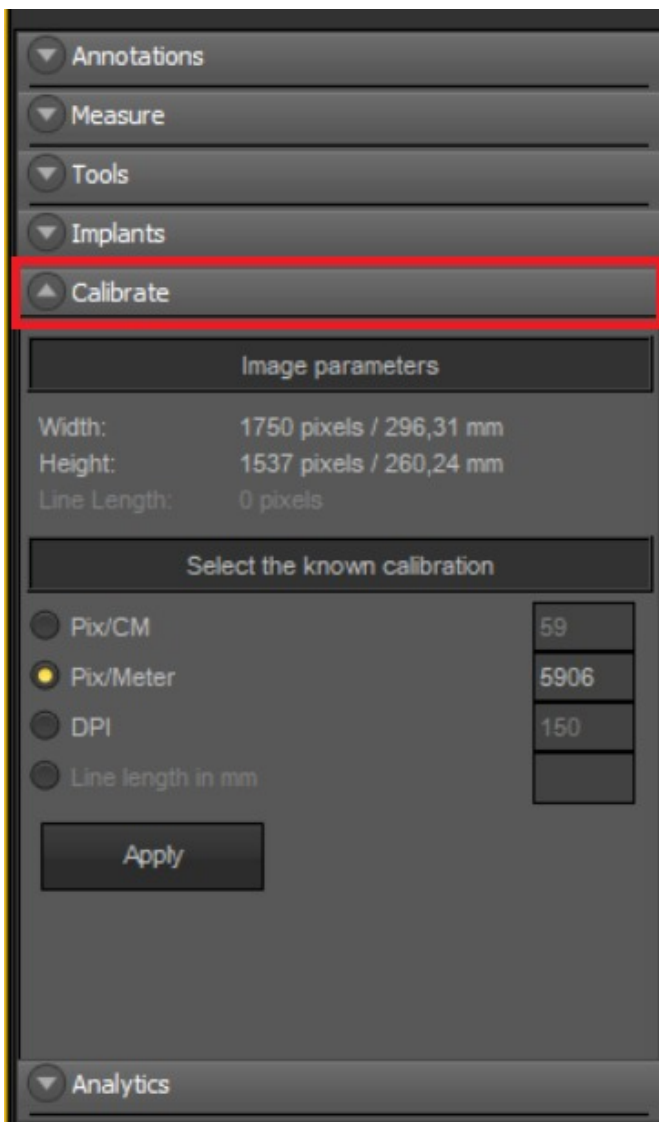 Annotations
Measure
Tools
Implants
Calibrate
Image parameters
Width: 1750 pixels / 296,31 mm
Height: 1537 pixels / 260,24 mm
Line Length: 0 pixels
Select the known calibration
Pix/CM 59
Pix/Meter 5906
DPI 150
Line length in mm
Apply
Analytics